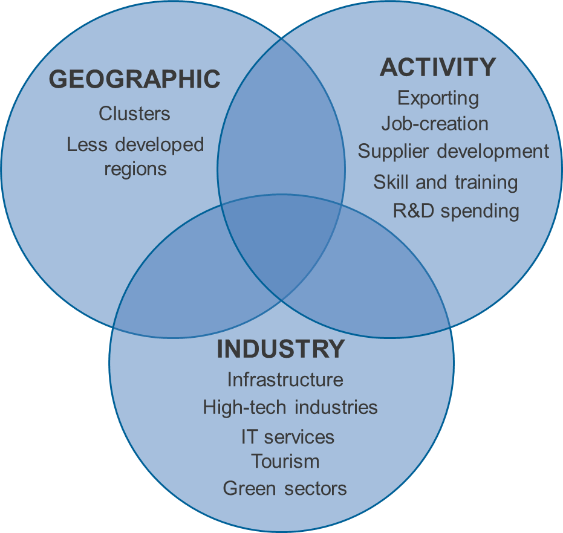 GEOGRAPHIC
Clusters
Less developed
regions
ACTIVITY
Exporting
Job-creation
Supplier development
Skill and training
R&D spending
INDUSTRY
Infrastructure
High-tech industries
IT services
Tourism
Green sectors